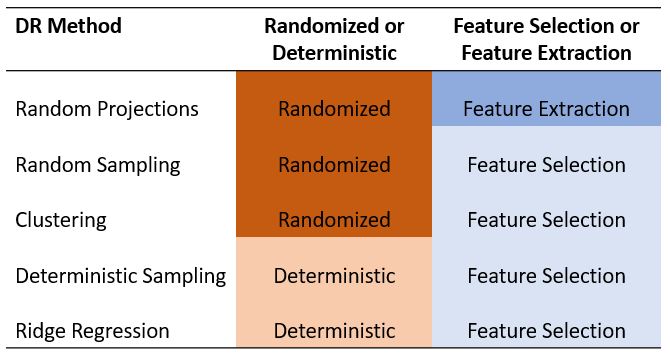 DR Method Randomized or Feature Selection or
Deterministic Feature Extraction
Random Projections Randomized Feature Extraction
Random Sampling Randomized Feature Selection
Clustering Randomized Feature Selection
Deterministic Sampling Deterministic Feature Selection
Ridge Regression Deterministic Feature Selection